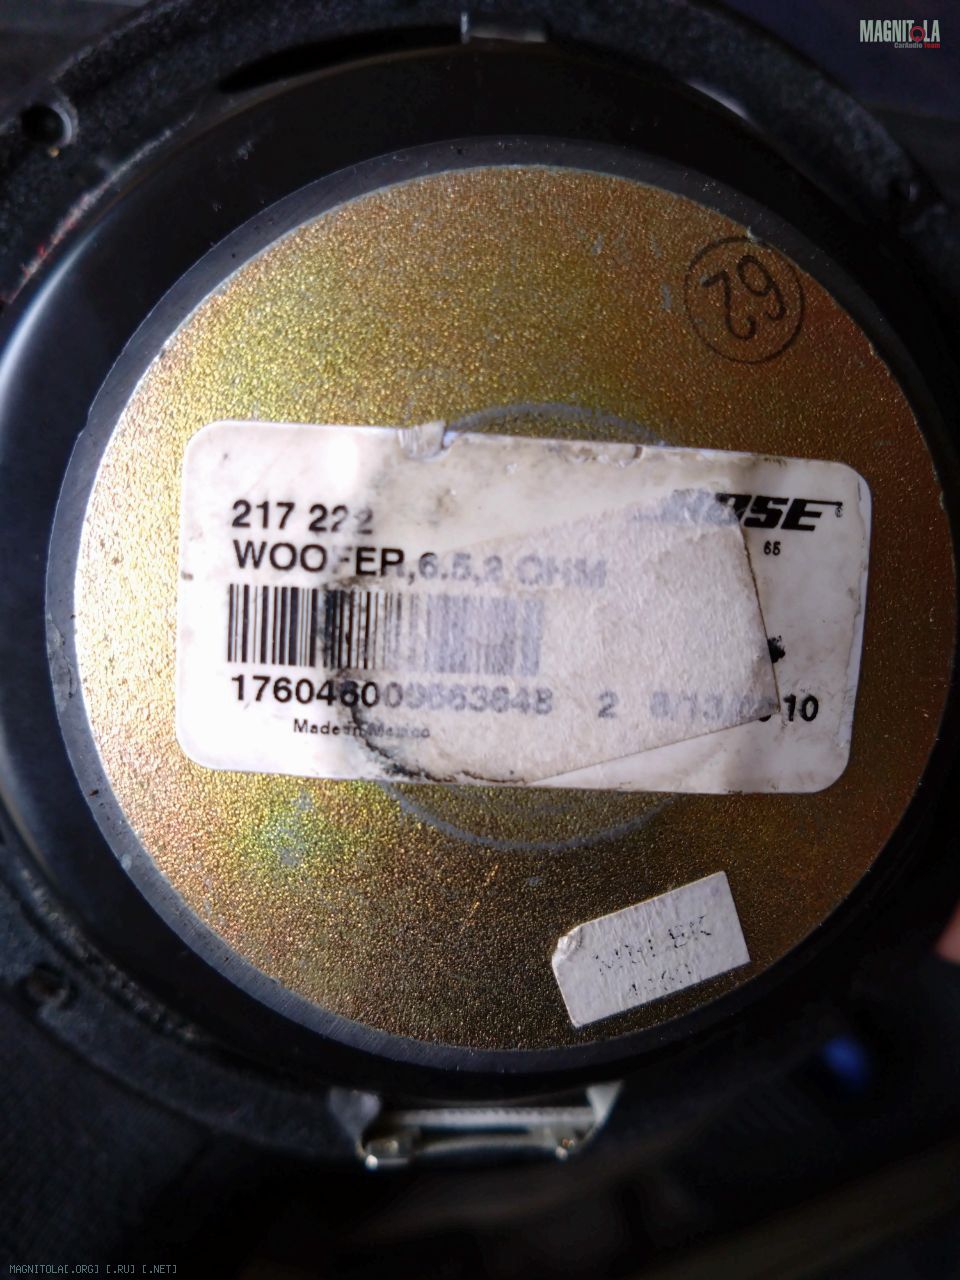 MAGNITOLA
CarAudio Team
62
217 222
BOSE
WOOFER,6.5,2 OHM
65
2
10
Made in Mexico
MAGNITOLA[.ORG] [.RU] [.NET]